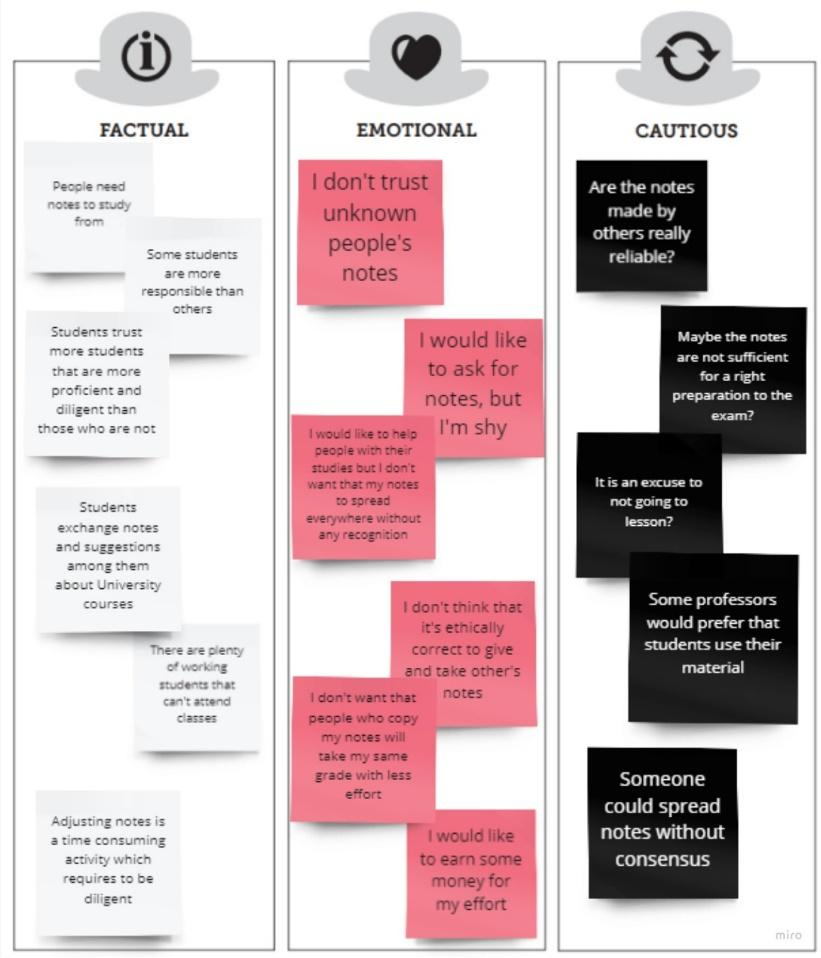 FACTUAL
People need
notes to study
from
Some students
are more
responsible than
others
Students trust
more students
that are more
proficient and
diligent than
those who are not
Students
exchange notes
and suggestions
among them
about University
courses
There are plenty
of working
students that
can't attend
classes
Adjusting notes is
a time consuming
activity which
requires to be
diligent
EMOTIONAL
I don't trust
unknown
people's
notes
I would like
to ask for
notes, but
I'm shy
I would like to help
people with their
studies but I don't
want that my notes
to spread
everywhere without
any recognition
I don't think that
it's ethically
correct to give
and take other's
notes
I don't want that
people who copy
my notes will
take my same
grade with less
effort
I would like
to earn some
money for
my effort
CAUTIOUS
Are the notes
made by
others really
reliable?
Maybe the notes
are not sufficient
for a right
preparation to the
exam?
It is an excuse to
not going to
lesson?
Some professors
would prefer that
students use their
material
Someone
could spread
notes without
consensus
miro